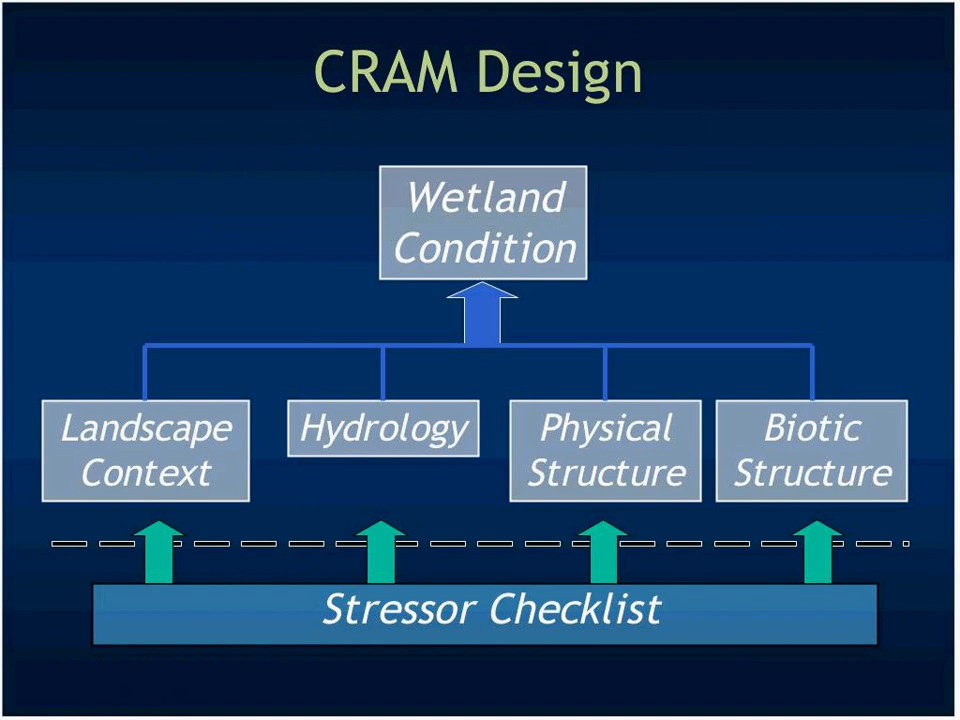 CRAM Design
Wetland
Condition
Landscape
Context
Hydrology
Physical
Structure
Biotic
Structure
Stressor Checklist